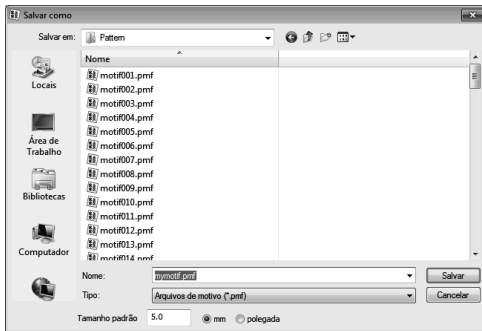 Salvar como
Salvar em: Pattern
Nome
motif001.pmf
motif002.pmf
motif003.pmf
motif004.pmf
motif005.pmf
motif006.pmf
motif007.pmf
motif008.pmf
motif009.pmf
motif010.pmf
motif011.pmf
motif012.pmf
motif013.pmf
motif014.pmf
Locais
Área de
Trabalho
Bibliotecas
Computador
Nome: mymotif.pmf Salvar
Tipo: Arquivos de motivo (*.pmf) Cancelar
Tamanho padrão 5.0 mm polegada